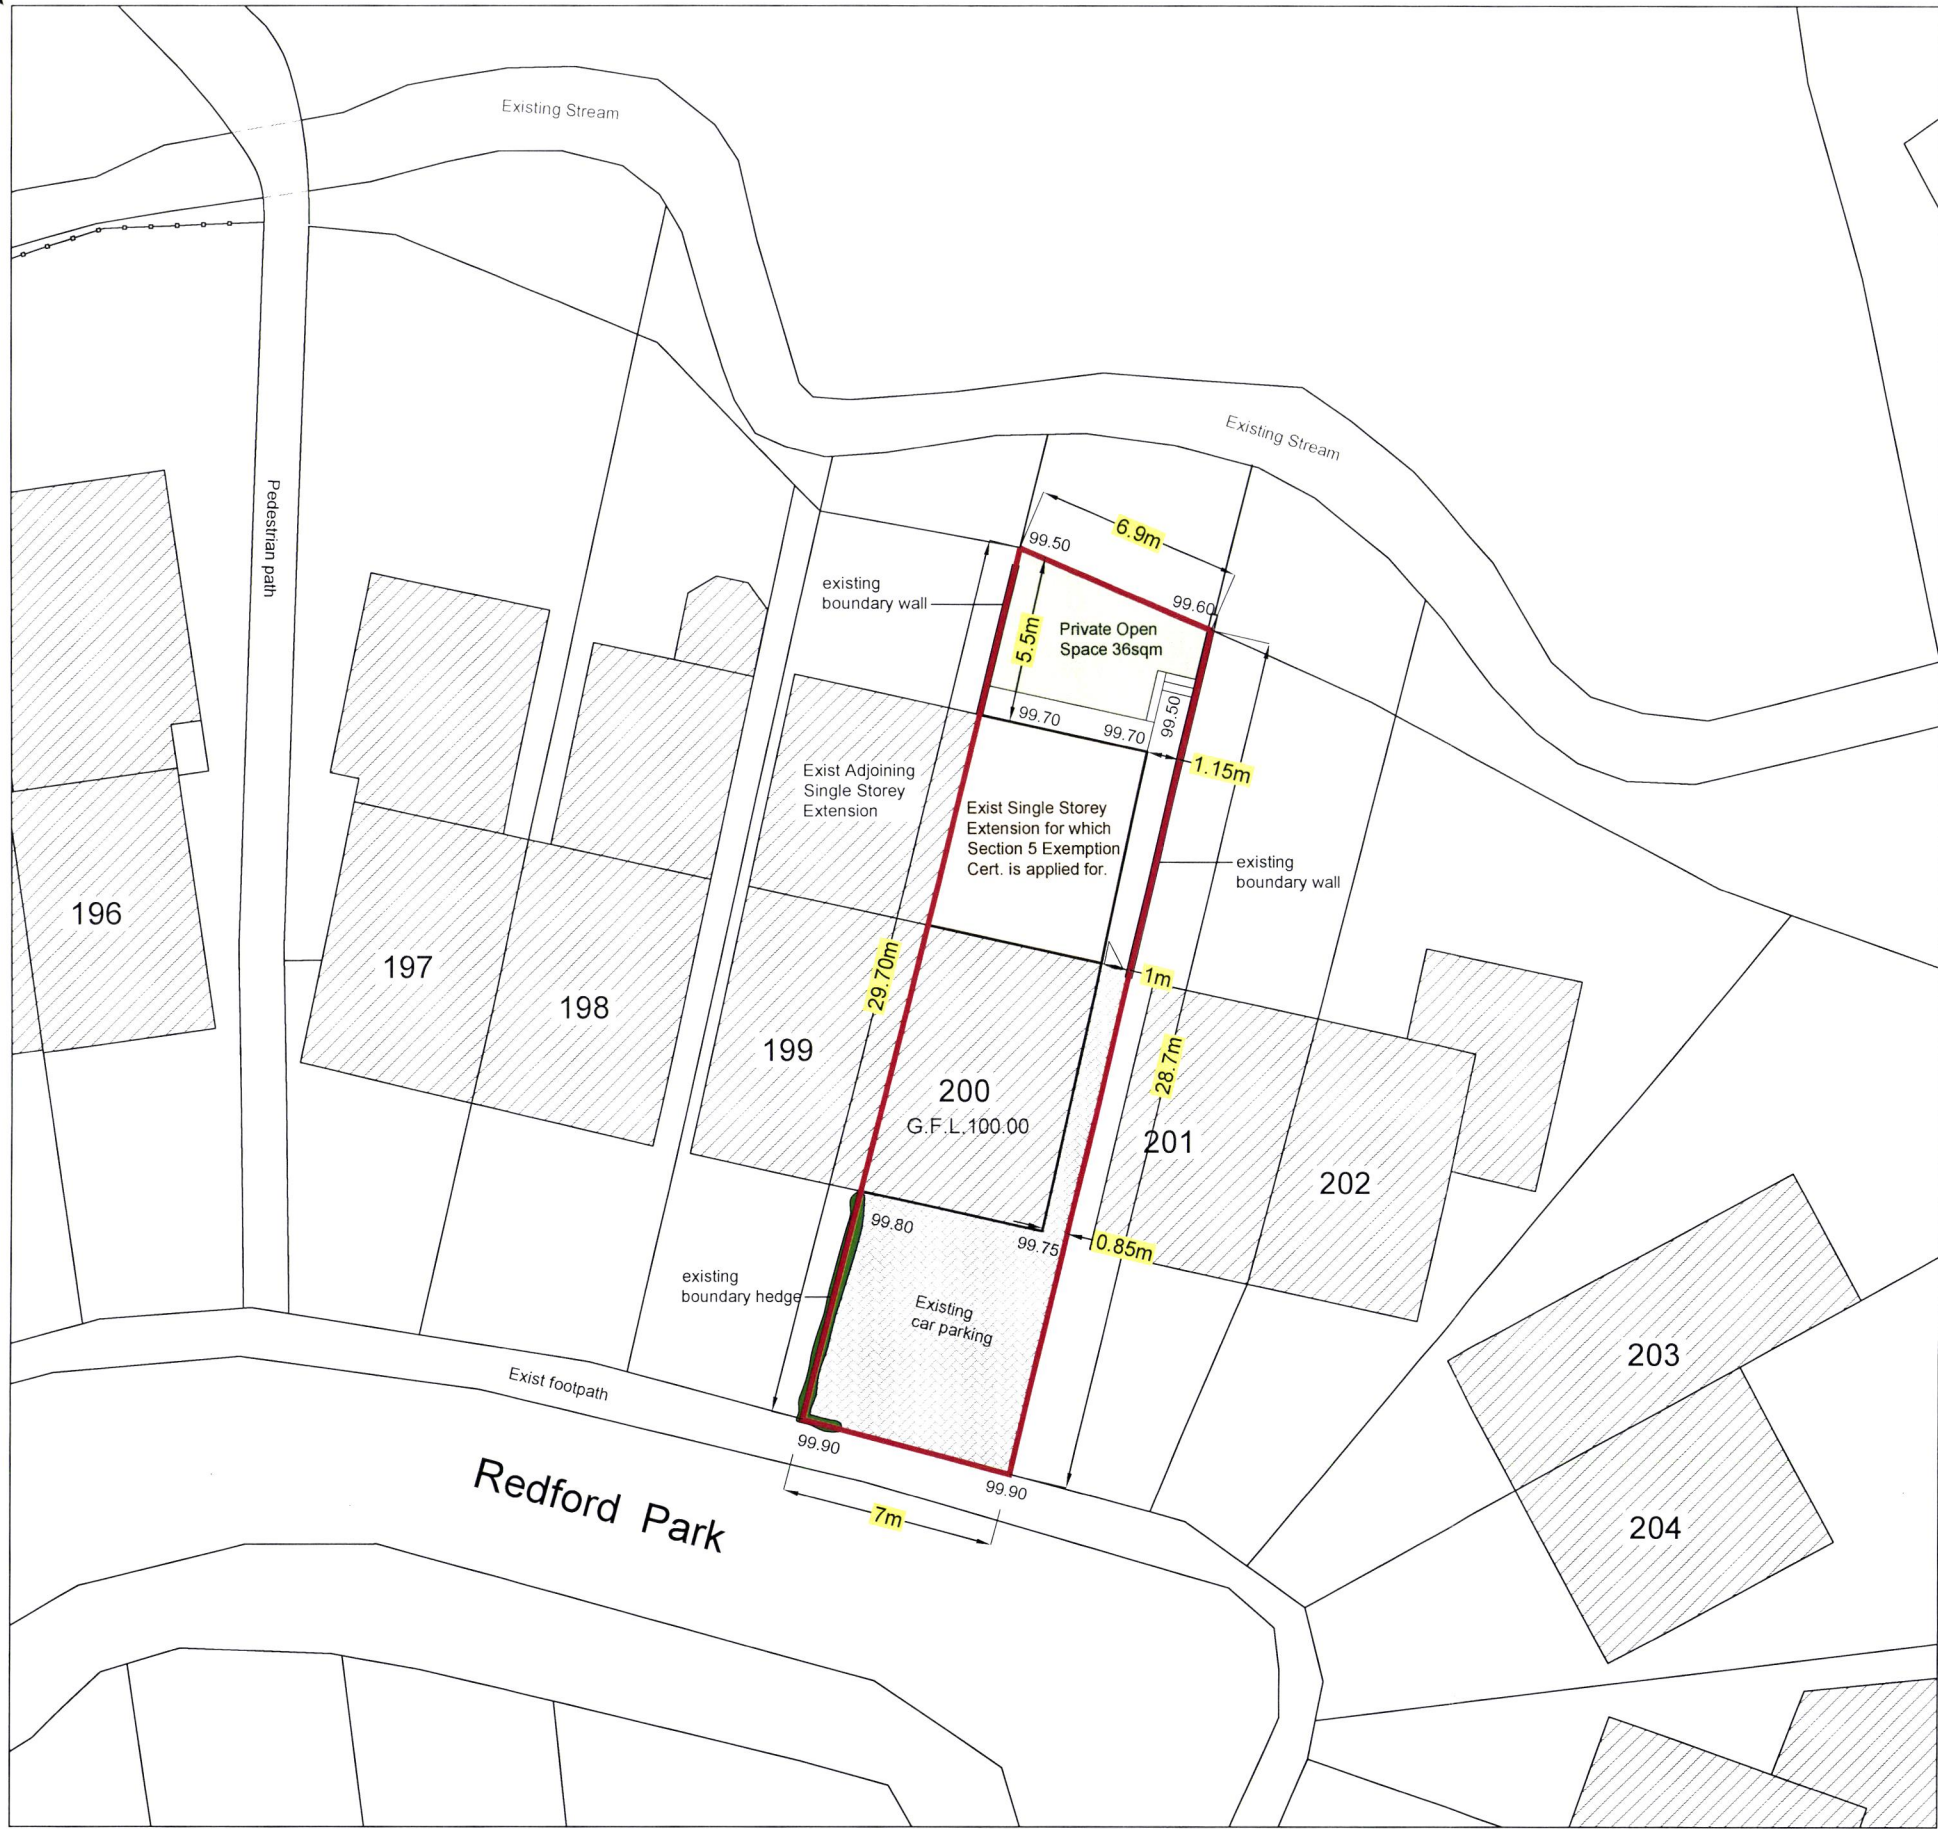 Existing Stream
Existing Stream
Pedestrian path
6.9m
99.50
existing
boundary wall
99.60
5.5m
Private Open
Space 36sqm
99.50
99.70
99.70
1.15m
Exist Adjoining
Single Storey
Extension
Exist Single Storey
Extension for which
Section 5 Exemption
Cert. is applied for.
existing
boundary wall
196
197
198
199
29.70m
1m
28.7m
200
G.F.L.100.00
201
202
99.80
99.75
0.85m
existing
boundary hedge
Existing
car parking
203
204
Exist footpath
99.90
99.90
7m
Redford Park